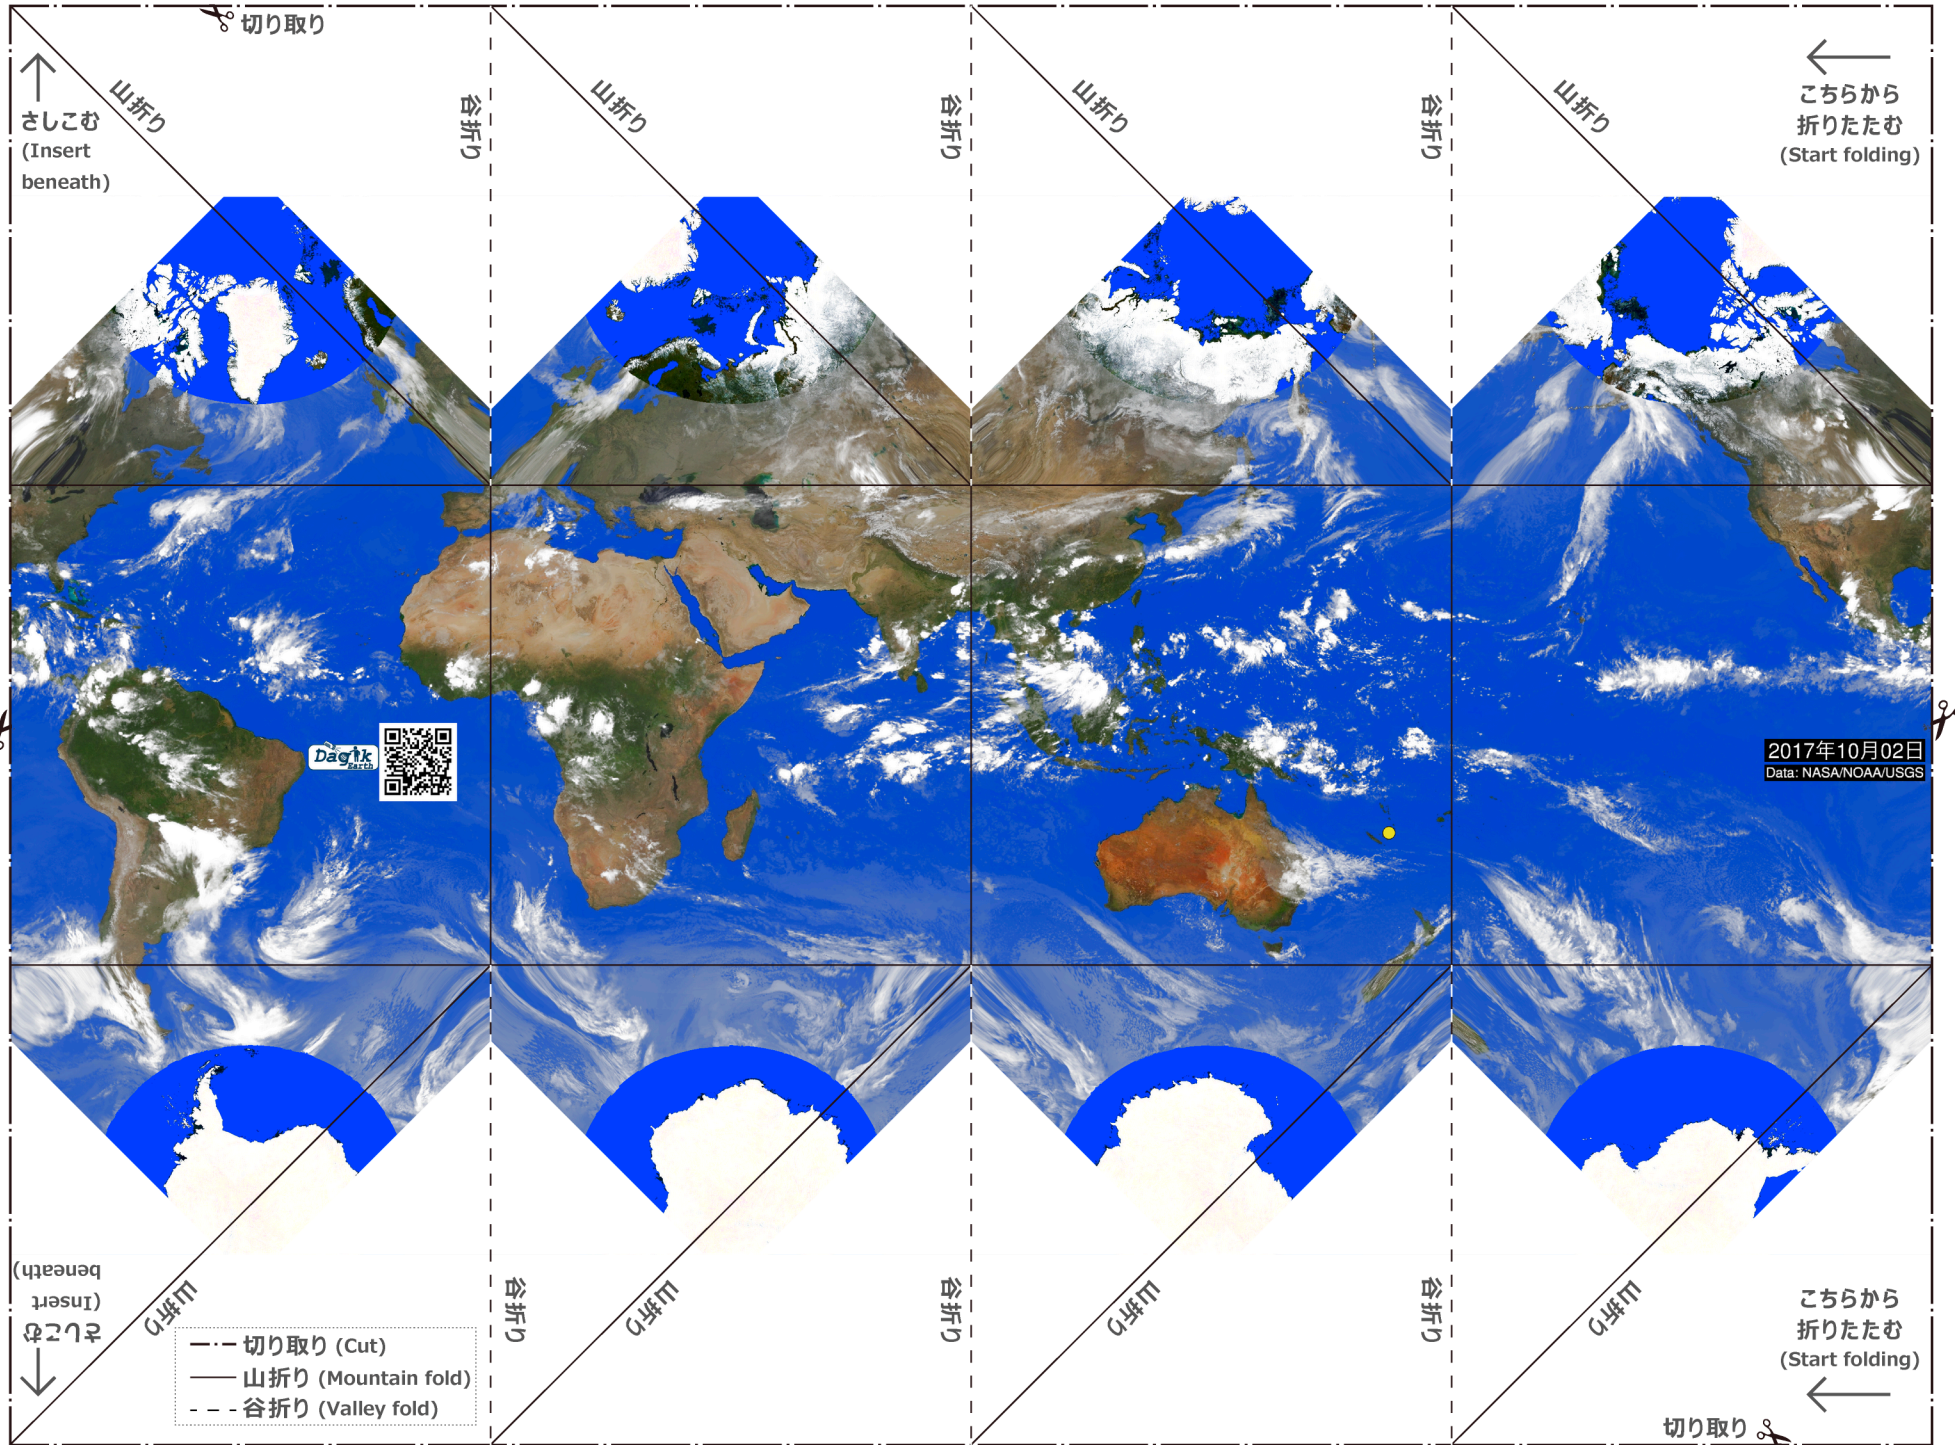 切り取り
さしこむ
(Insert
beneath)
山折り
谷折り
山折り
谷折り
山折り
谷折り
山折り
こちらから
折りたたむ
(Start folding)
Dagik
Earth
2017年10月02日
Data: NASA/NOAA/USGS
さしこむ
(Insert
beneath)
山折り
谷折り
山折り
谷折り
山折り
谷折り
山折り
こちらから
折りたたむ
(Start folding)
切り取り (Cut)
山折り (Mountain fold)
谷折り (Valley fold)
切り取り